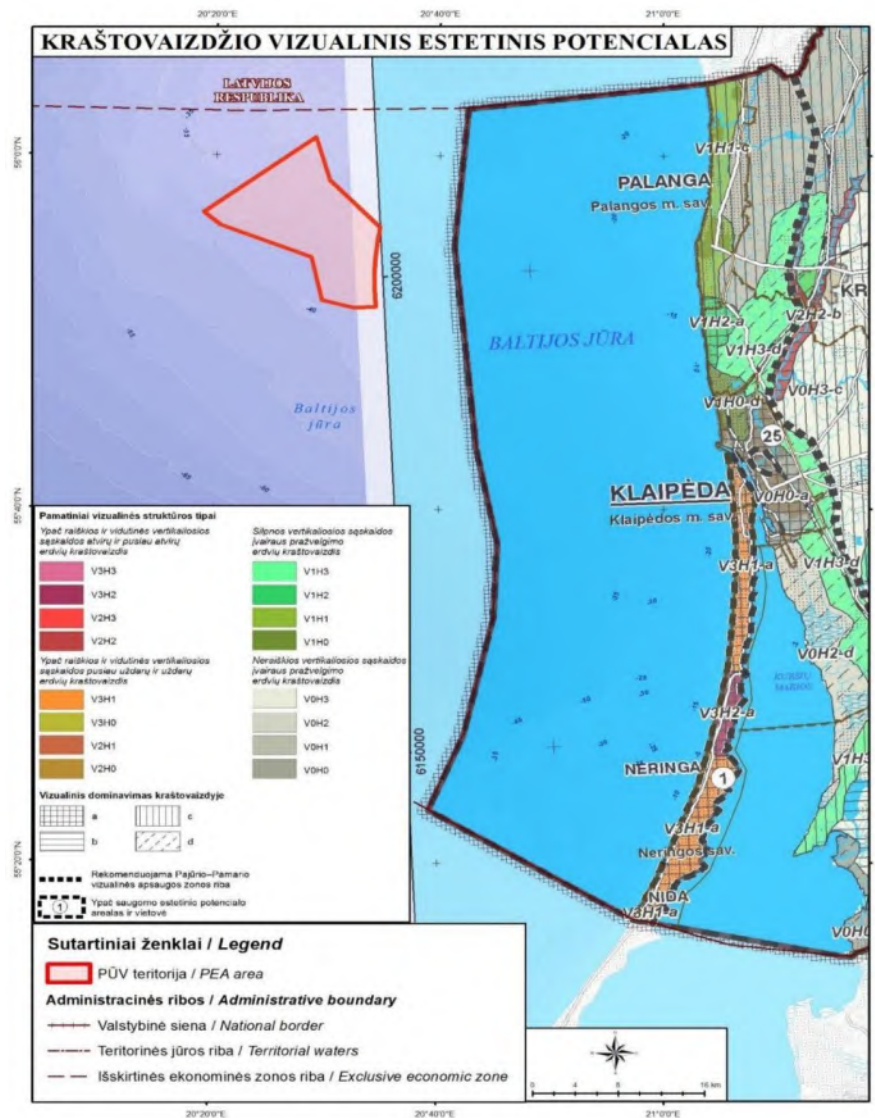 20°20'0"E
20°40'0"E
21°0'0"E
KRAŠTOVAIZDŽIO VIZUALINIS ESTETINIS POTENCIALAS
LATVIJOS
RESPUBLIKA
56°0'0"N
V1H1-c
PALANGA
Palangos m. sav.
6200000
KR
V2H2-b
V1H2-a
BALTIJOS JŪRA
V1H3-d
V0H3-c
Baltijos
jūra
V1H0-d
25
55°40'0"N
KLAIPĖDA
V0H0-a
Klaipėdos m. sav.
V3H1-a
V1H3-d
V0H2-d
KURŠIŲ
MARIOS
V3H2-a
6150000
NERINGA
V1H3
1
V3H1-a
Neringos sav.
55°20'0"N
NIDA
V3H1-a
V0H0
Pamatiniai vizualinės struktūros tipai
Ypač raiškios ir vidutinės vertikaliosios
sąskaidos atvirų ir pusiau atvirų
erdvių kraštovaizdis
V3H3
V3H2
V2H3
V2H2
Silpnos vertikaliosios sąskaidos
įvairaus pražvelgimo
erdvių kraštovaizdis
V1H3
V1H2
V1H1
V1H0
Ypač raiškios ir vidutinės vertikaliosios
sąskaidos pusiau uždarų ir uždarų
erdvių kraštovaizdis
V3H1
V3H0
V2H1
V2H0
Neraiškios vertikaliosios sąskaidos
įvairaus pražvelgimo
erdvių kraštovaizdis
V0H3
V0H2
V0H1
V0H0
Vizualinis dominavimas kraštovaizdyje
a
c
b
d
Rekomenduojama Pajūrio–Pamario
vizualinės apsaugos zonos riba
1
Ypač saugomo estetinio potencialo
arealas ir vietovė
Sutartiniai ženklai / Legend
PŪV teritorija / PEA area
Administracinės ribos / Administrative boundary
Valstybinė siena / National border
Teritorinės jūros riba / Territorial waters
Išskirtinės ekonominės zonos riba / Exclusive economic zone
0 4 8 16 km
20°20'0"E
20°40'0"E
21°0'0"E